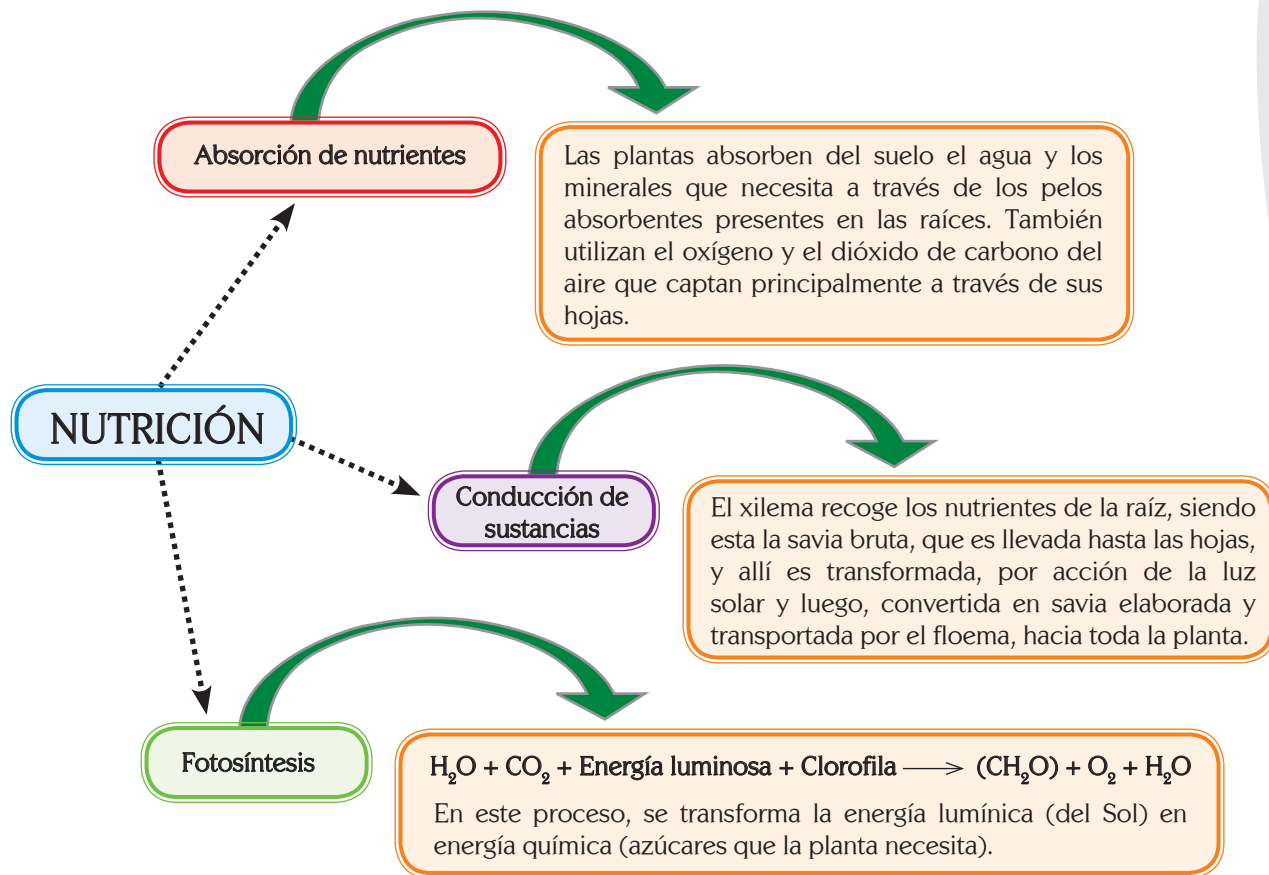 Absorción de nutrientes
Las plantas absorben del suelo el agua y los
minerales que necesita a través de los pelos
absorbentes presentes en las raíces. También
utilizan el oxígeno y el dióxido de carbono del
aire que captan principalmente a través de sus
hojas.
NUTRICIÓN
Conducción de
sustancias
El xilema recoge los nutrientes de la raíz, siendo
esta la savia bruta, que es llevada hasta las hojas,
y allí es transformada, por acción de la luz
solar y luego, convertida en savia elaborada y
transportada por el floema, hacia toda la planta.
Fotosíntesis
H₂O + CO₂ + Energía luminosa + Clorofila ⟶ (CH₂O) + O₂ + H₂O
En este proceso, se transforma la energía lumínica (del Sol) en
energía química (azúcares que la planta necesita).